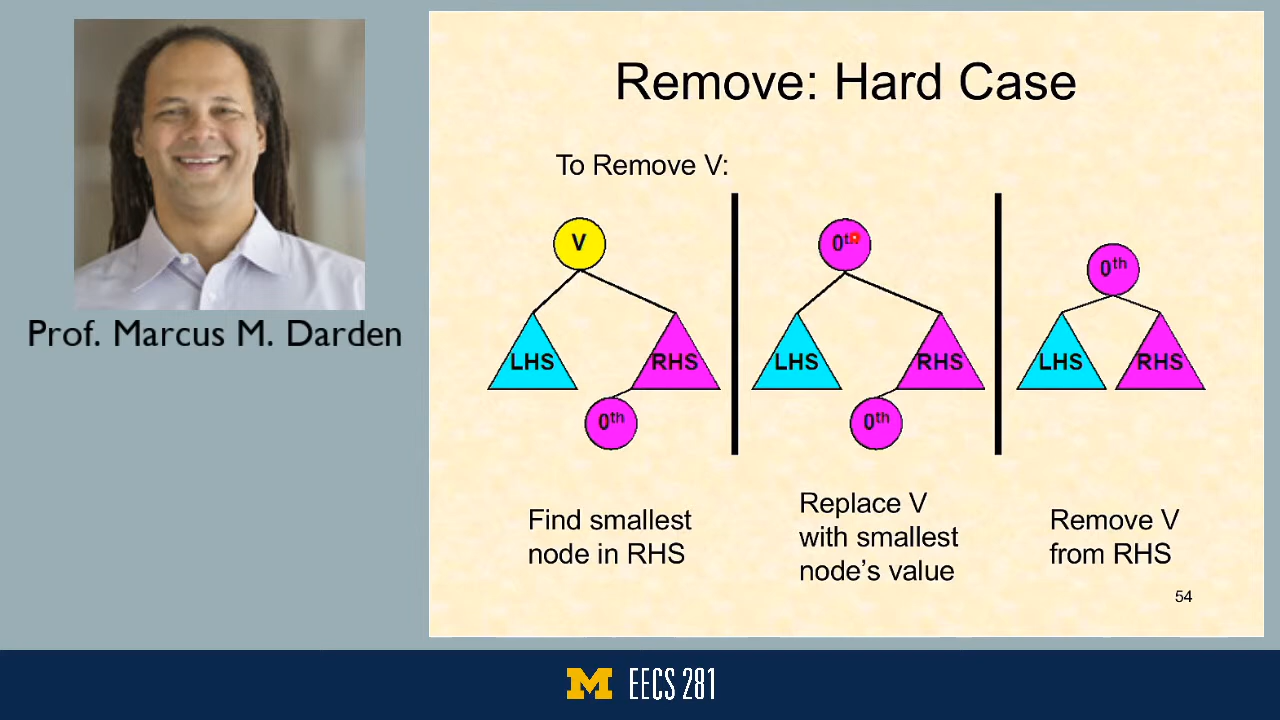 Remove: Hard Case
To Remove V:
V
LHS
RHS
0th
0th
LHS
RHS
0th
0th
LHS
RHS
Find smallest
node in RHS
Replace V
with smallest
node's value
Remove V
from RHS
54
Prof. Marcus M. Darden
M EECS 281